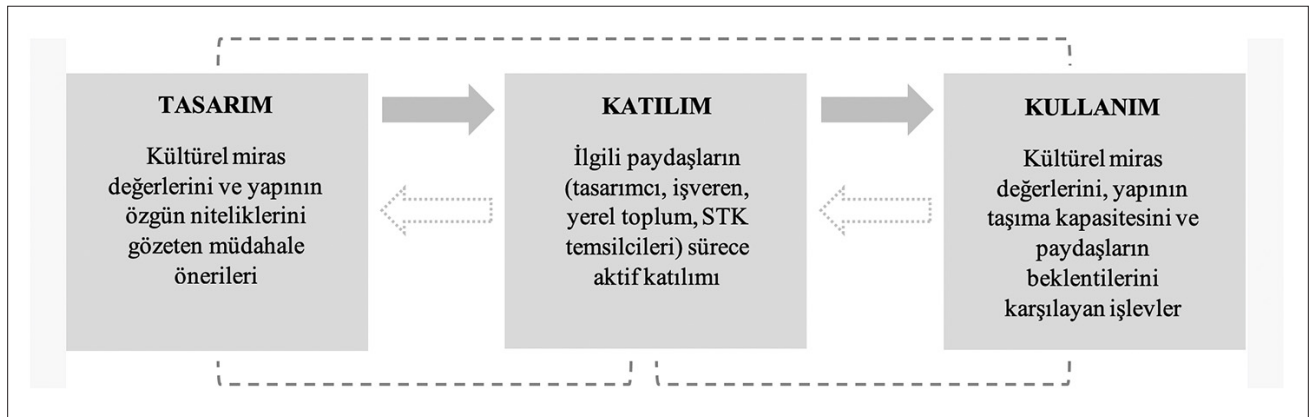 TASARIM
Kültürel miras
değerlerini ve yapının
özgün niteliklerini
gözeten müdahale
önerileri
KATILIM
İlgili paydaşların
(tasarımcı, işveren,
yerel toplum, STK
temsilcileri) sürece
aktif katılımı
KULLANIM
Kültürel miras
değerlerini, yapının
taşıma kapasitesini ve
paydaşların
beklentilerini
karşılayan işlevler